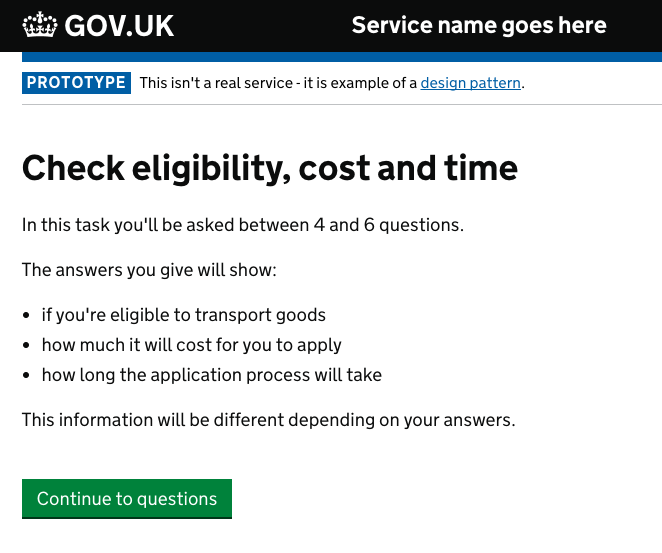 GOV.UK Service name goes here
PROTOTYPE This isn't a real service - it is example of a design pattern.
Check eligibility, cost and time
In this task you'll be asked between 4 and 6 questions.
The answers you give will show:
• if you're eligible to transport goods
• how much it will cost for you to apply
• how long the application process will take
This information will be different depending on your answers.
Continue to questions